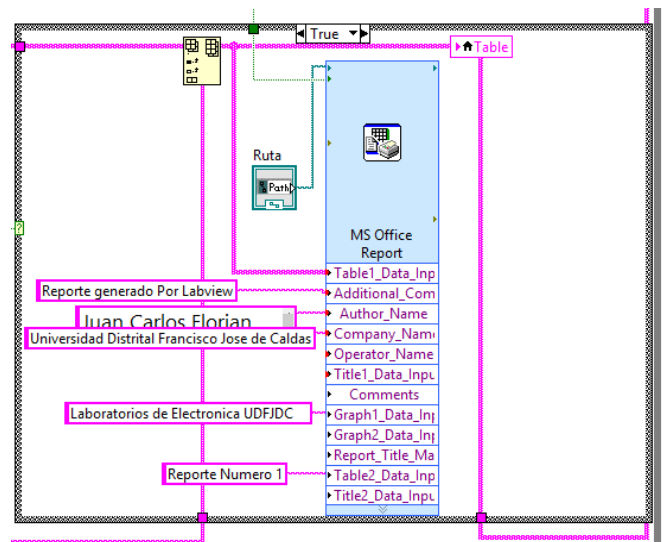 True
Table
Ruta
Path
MS Office
Report
Table1_Data_Inp
Reporte generado Por Labview
Additional_Com
Juan Carlos Florian
Author_Name
Universidad Distrital Francisco Jose de Caldas
Company_Name
Operator_Name
Title1_Data_Inpu
Comments
Laboratorios de Electronica UDFJDC
Graph1_Data_Inp
Graph2_Data_Inp
Report_Title_Ma
Reporte Numero 1
Table2_Data_Inp
Title2_Data_Inpu
?